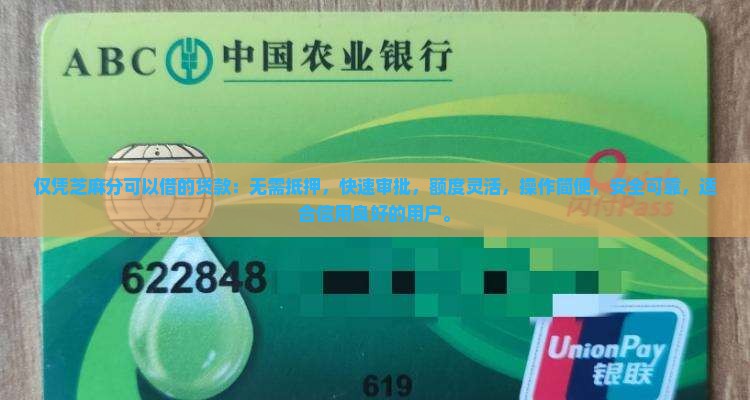 ABC 中国农业银行
仅凭芝麻分可以借的贷款：无需抵押，快速审批，额度灵活，操作简便，安全可靠，适
合信用良好的用户。
闪付Pass
622848
619
UnionPay
银联